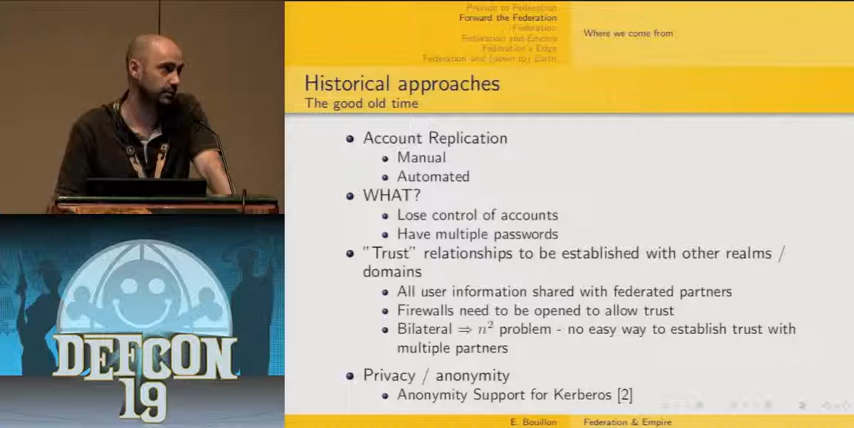 Prelude to Federation
Forward the Federation
Federation
Federation and Empire
Federation's Edge
Federation and (down to) Earth
Where we come from
Historical approaches
The good old time
Account Replication
Manual
Automated
WHAT?
Lose control of accounts
Have multiple passwords
"Trust" relationships to be established with other realms /
domains
All user information shared with federated partners
Firewalls need to be opened to allow trust
Bilateral ⇒ n² problem - no easy way to establish trust with
multiple partners
Privacy / anonymity
Anonymity Support for Kerberos [2]
E. Bouillon
Federation & Empire
DEFCON
19